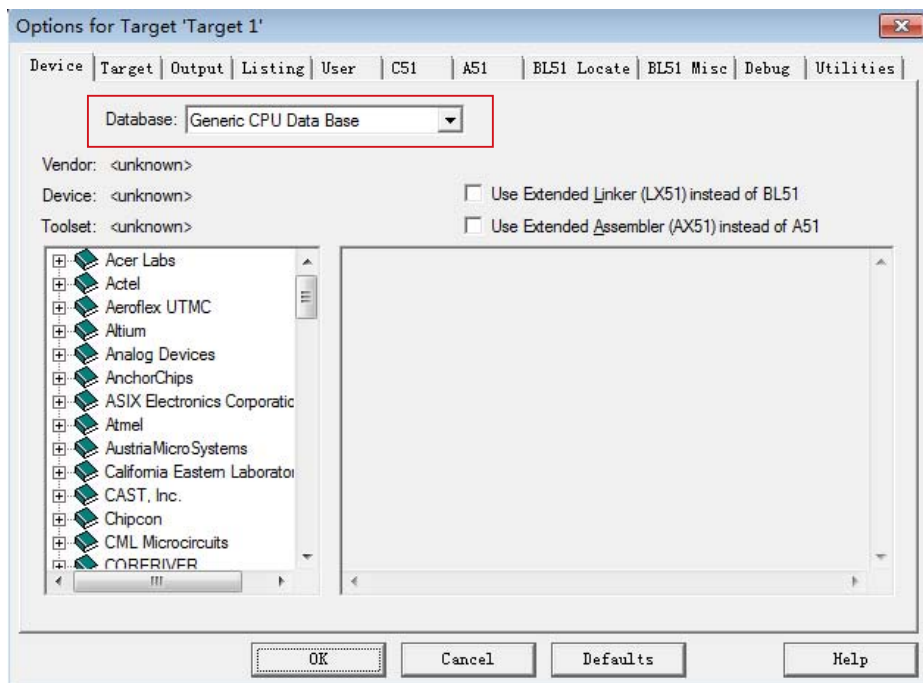 Options for Target 'Target 1'
Device Target Output Listing User C51 A51 BL51 Locate BL51 Misc Debug Utilities
Database: Generic CPU Data Base
Vendor: <unknown>
Device: <unknown>
Use Extended Linker (LX51) instead of BL51
Toolset: <unknown>
Use Extended Assembler (AX51) instead of A51
Acer Labs
Actel
Aeroflex UTMC
Altium
Analog Devices
AnchorChips
ASIX Electronics Corporatic
Atmel
AustriaMicroSystems
California Eastern Laborator
CAST, Inc.
Chipcon
CML Microcircuits
CORERIVER
OK Cancel Defaults Help